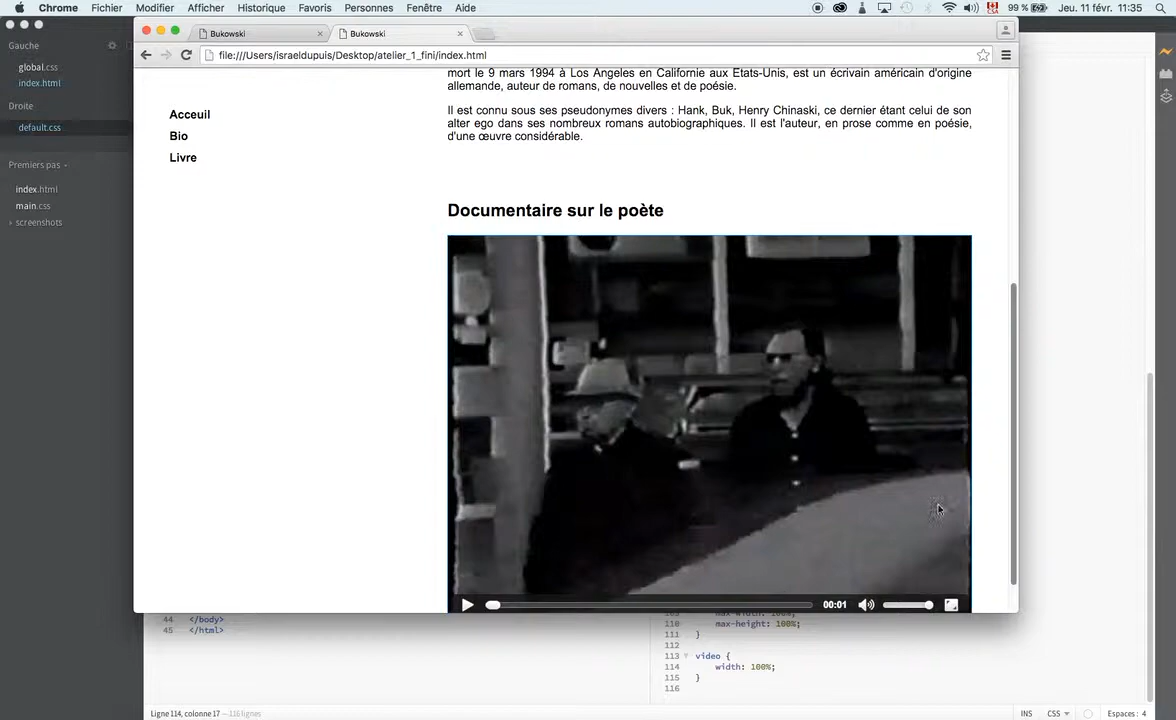 Chrome Fichier Modifier Afficher Historique Favoris Personnes Fenêtre Aide 99 % Jeu. 11 févr. 11:35
Gauche
global.css
index.html
Droite
default.css
Premiers pas
index.html
main.css
screenshots
Bukowski
Bukowski
file:///Users/israeldupuis/Desktop/atelier_1_fini/index.html
Acceuil
Bio
Livre
mort le 9 mars 1994 à Los Angeles en Californie aux Etats-Unis, est un écrivain américain d'origine
allemande, auteur de romans, de nouvelles et de poésie.
Il est connu sous ses pseudonymes divers : Hank, Buk, Henry Chinaski, ce dernier étant celui de son
alter ego dans ses nombreux romans autobiographiques. Il est l'auteur, en prose comme en poésie,
d'une œuvre considérable.
Documentaire sur le poète
00:01
44 </body>
45 </html>
110 max-height: 100%;
111 }
112
113 video {
114 width: 100%;
115 }
116
Ligne 114, colonne 17 — 116 lignes
INS CSS Espaces : 4